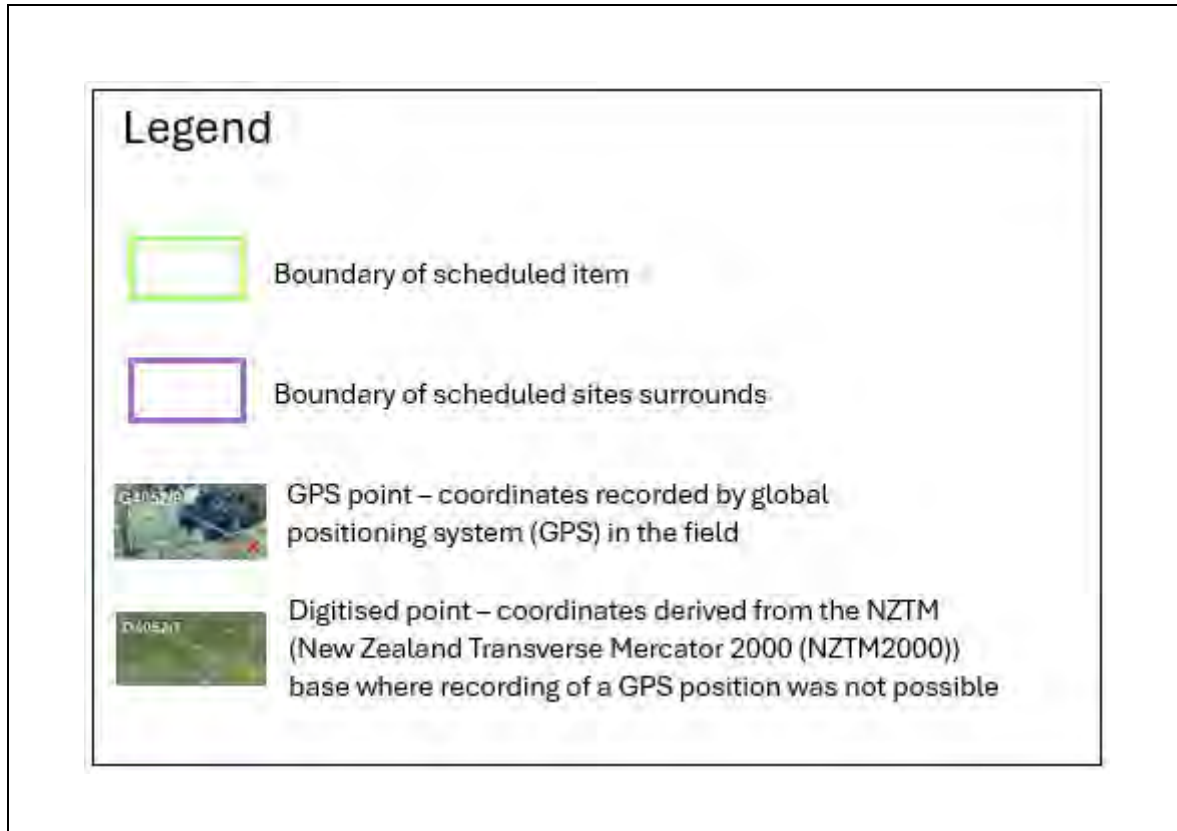 Legend
Boundary of scheduled item
Boundary of scheduled sites surrounds
GPS point – coordinates recorded by global
positioning system (GPS) in the field
Digitised point – coordinates derived from the NZTM
(New Zealand Transverse Mercator 2000 (NZTM2000))
base where recording of a GPS position was not possible